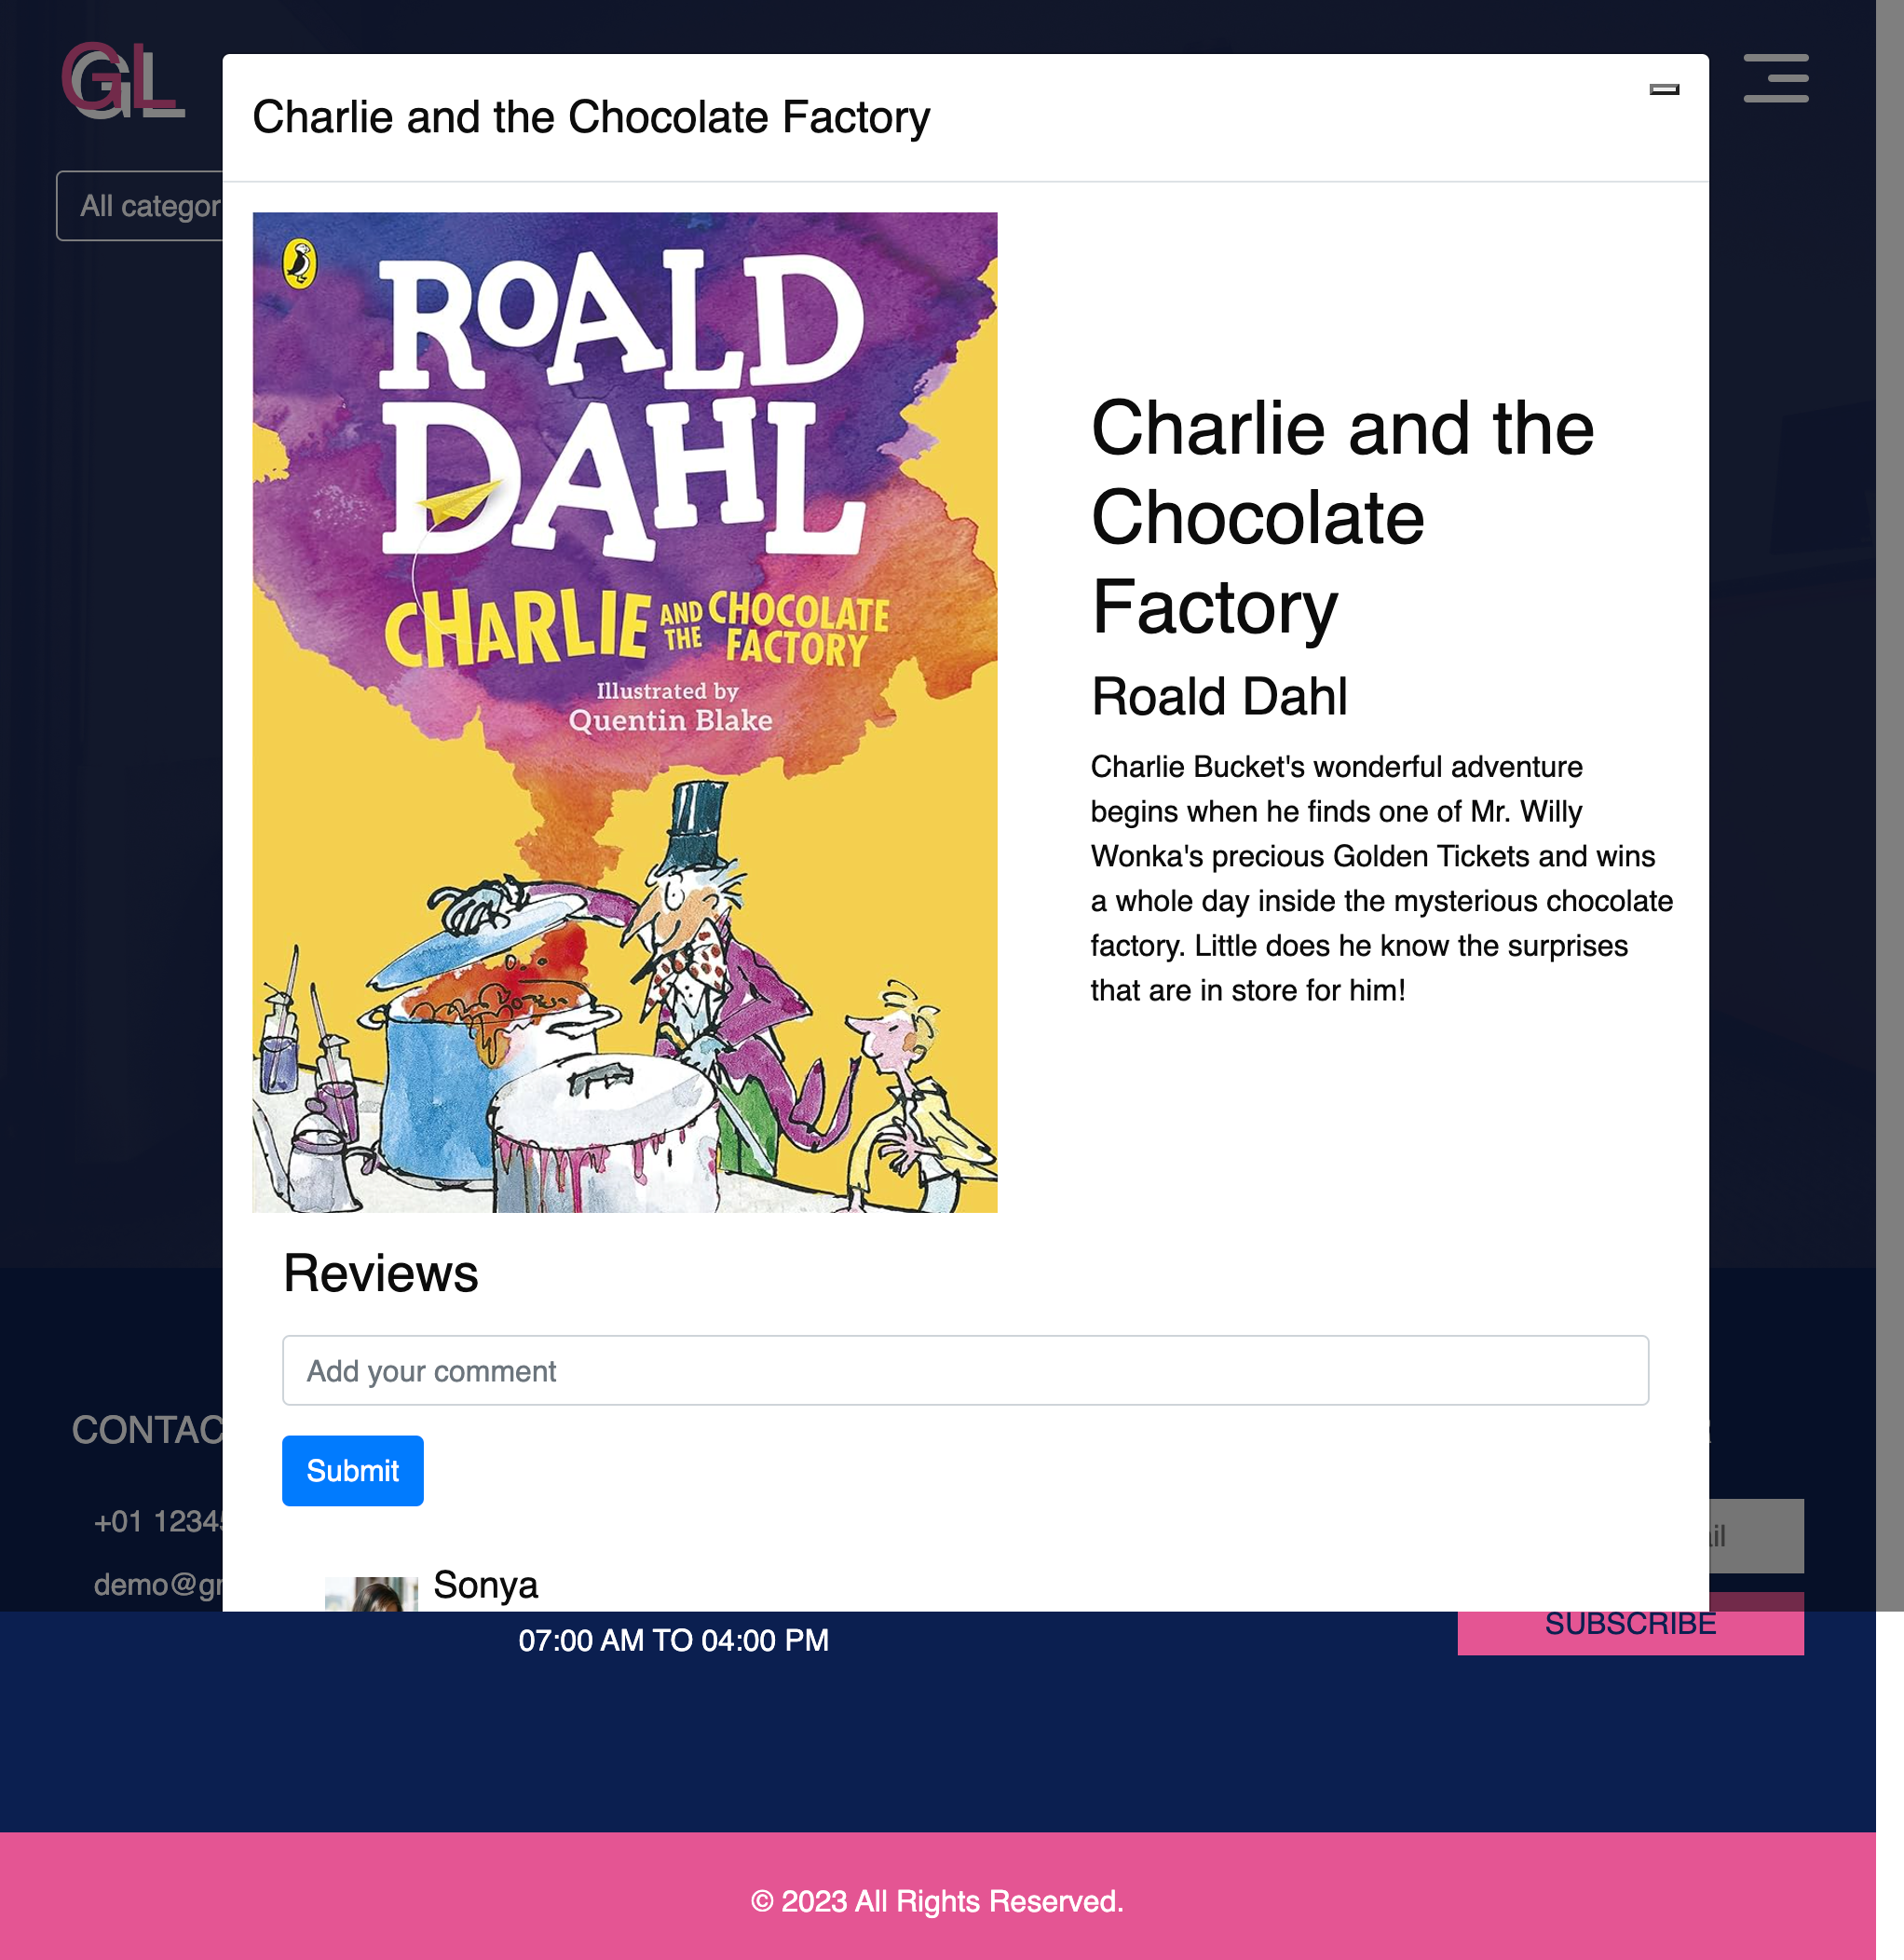 GL
Charlie and the Chocolate Factory
All categor
ROALD
DAHL
CHARLIE AND THE CHOCOLATE FACTORY
Illustrated by
Quentin Blake
Charlie and the
Chocolate
Factory
Roald Dahl
Charlie Bucket's wonderful adventure
begins when he finds one of Mr. Willy
Wonka's precious Golden Tickets and wins
a whole day inside the mysterious chocolate
factory. Little does he know the surprises
that are in store for him!
Reviews
Add your comment
CONTAC
Submit
+01 1234
il
demo@g
Sonya
SUBSCRIBE
07:00 AM TO 04:00 PM
© 2023 All Rights Reserved.